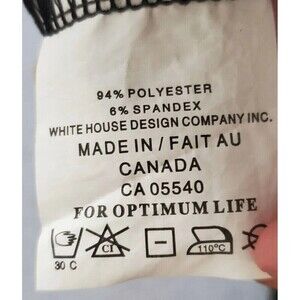 94% POLYESTER
6% SPANDEX
WHITE HOUSE DESIGN COMPANY INC.
MADE IN / FAIT AU
CANADA
CA 05540
FOR OPTIMUM LIFE
Cl 110°C
30 C